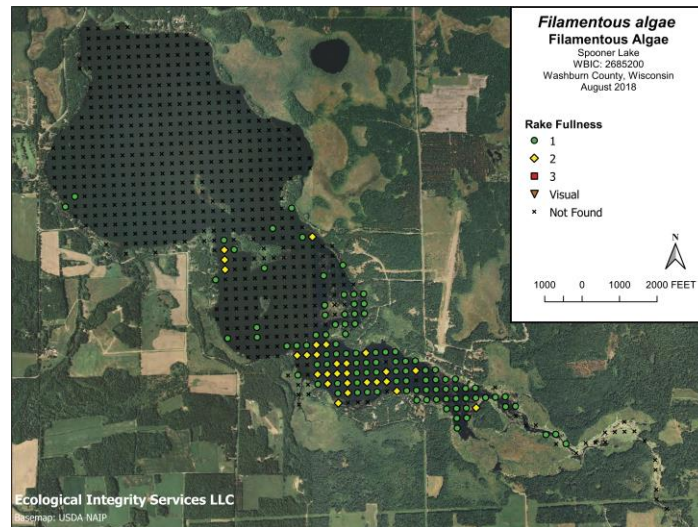 Filamentous algae
Filamentous Algae
Spooner Lake
WBIC: 2685200
Washburn County, Wisconsin
August 2018
Rake Fullness
1
2
3
Visual
Not Found
N
1000 0 1000 2000 FEET
Ecological Integrity Services LLC
Basemap: USDA NAIP